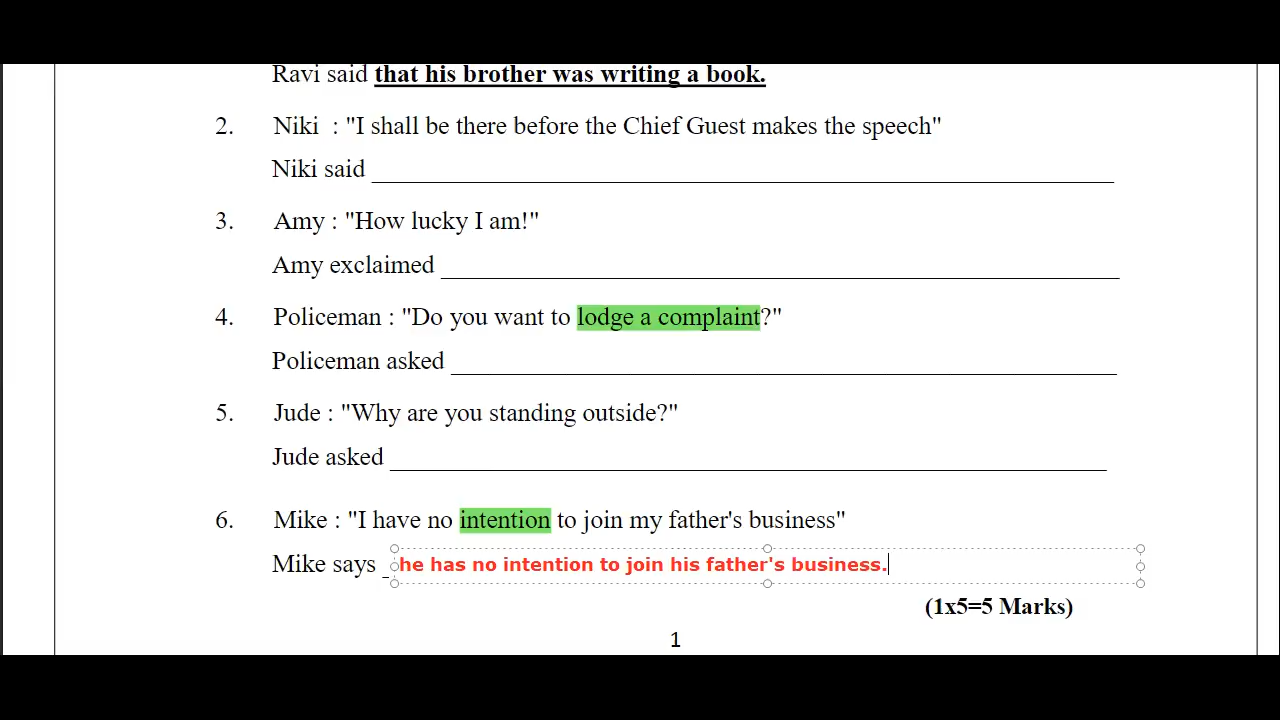 Ravi said that his brother was writing a book.
2. Niki : "I shall be there before the Chief Guest makes the speech"
Niki said
3. Amy : "How lucky I am!"
Amy exclaimed
4. Policeman : "Do you want to lodge a complaint?"
Policeman asked
5. Jude : "Why are you standing outside?"
Jude asked
6. Mike : "I have no intention to join my father's business"
Mike says he has no intention to join his father's business.
(1x5=5 Marks)
1